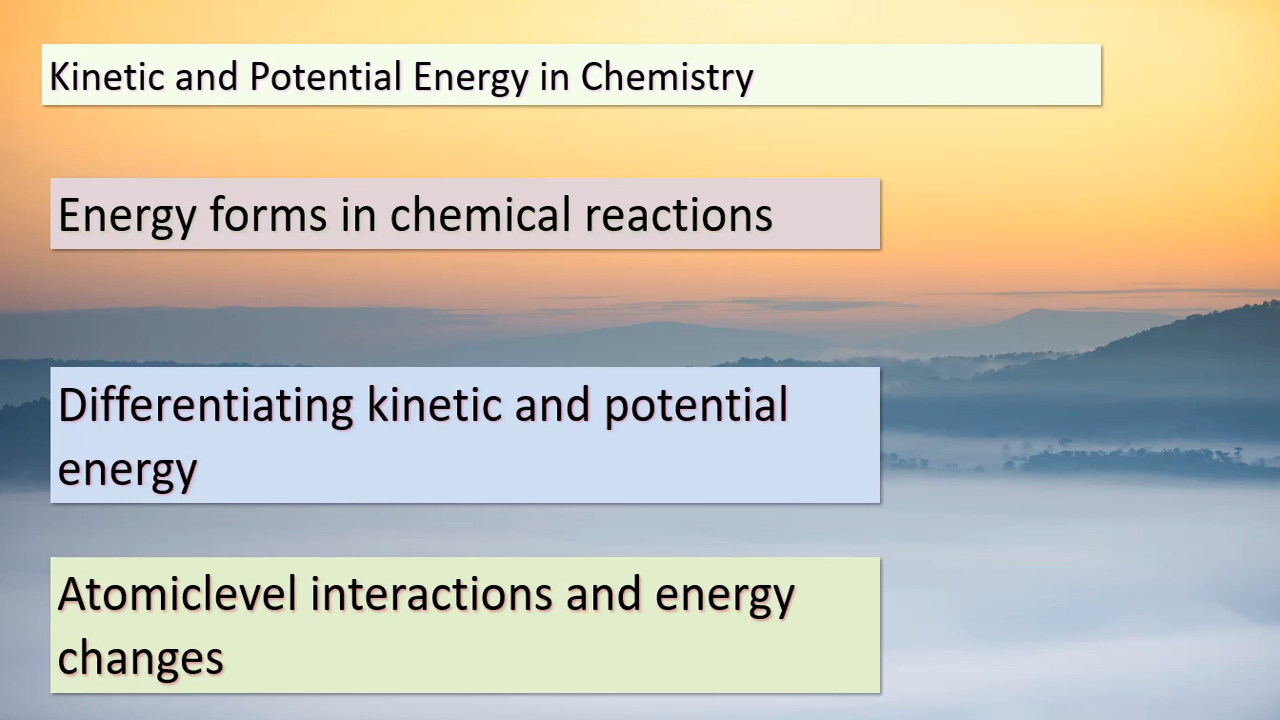 Kinetic and Potential Energy in Chemistry
Energy forms in chemical reactions
Differentiating kinetic and potential
energy
Atomiclevel interactions and energy
changes